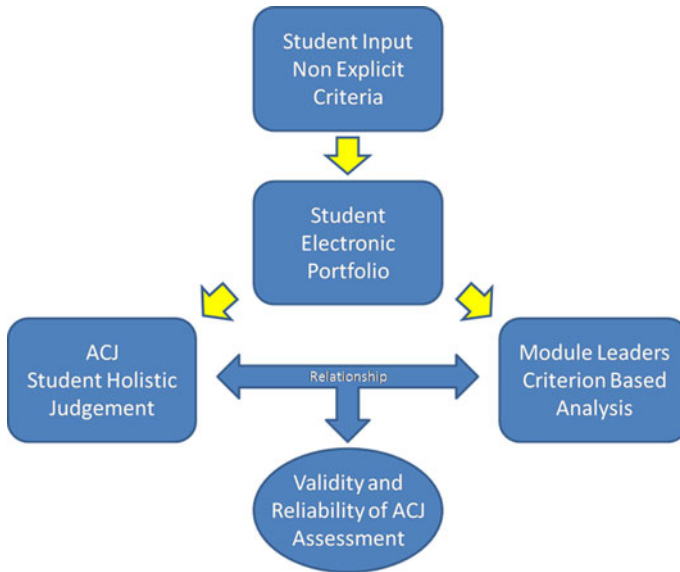 Student Input
Non Explicit
Criteria
Student
Electronic
Portfolio
ACJ
Student Holistic
Judgement
Relationship
Module Leaders
Criterion Based
Analysis
Validity and
Reliability of ACJ
Assessment